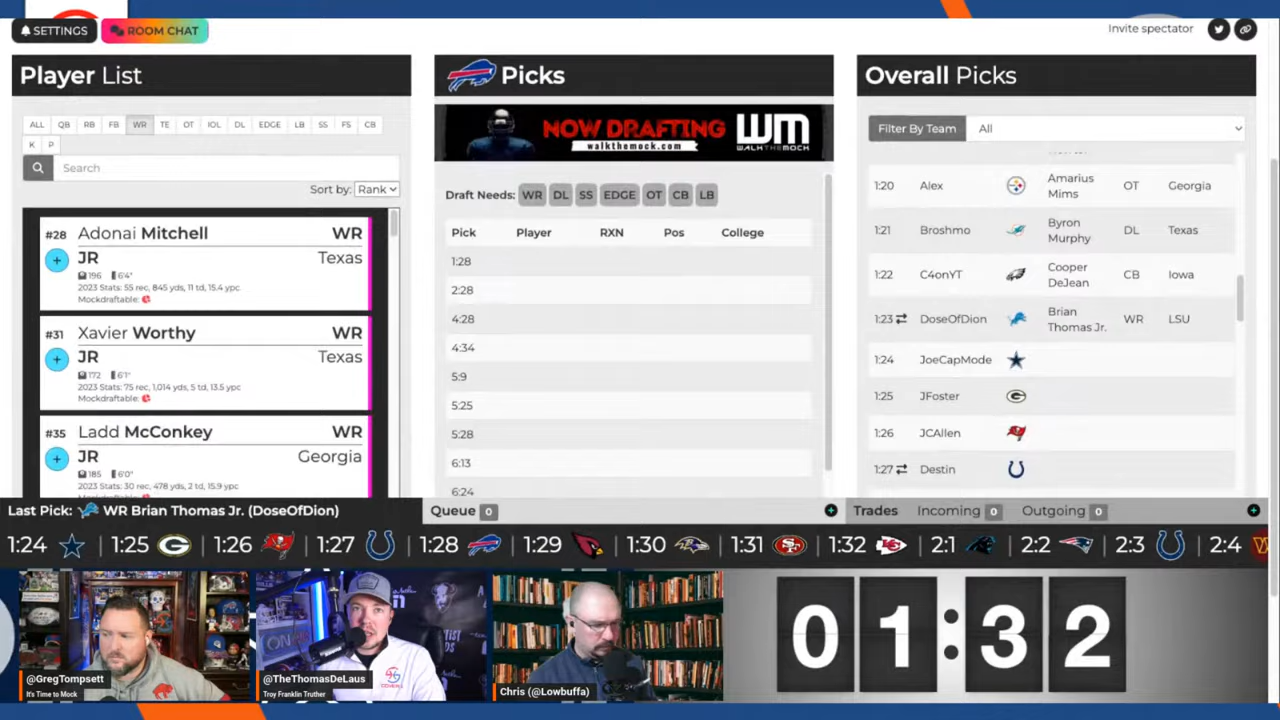 SETTINGS
ROOM CHAT
Invite spectator
Player List
ALL QB RB FB WR TE OT IOL DL EDGE LB SS FS CB
K P
Search
Sort by: Rank
#28 Adonai Mitchell WR
JR Texas
196 6'4"
2023 Stats: 55 rec, 845 yds, 11 td, 15.4 ypc
Mockdraftable:
#31 Xavier Worthy WR
JR Texas
172 6'1"
2023 Stats: 75 rec, 1,014 yds, 5 td, 13.5 ypc
Mockdraftable:
#35 Ladd McConkey WR
JR Georgia
185 6'0"
2023 Stats: 30 rec, 478 yds, 2 td, 15.9 ypc
Picks
NOW DRAFTING
walkthemock.com
WM
WALKTHEMOCK
Draft Needs: WR DL SS EDGE OT CB LB
Pick Player RXN Pos College
1:28
2:28
4:28
4:34
5:9
5:25
5:28
6:13
6:24
Overall Picks
Filter By Team All
1:20 Alex Amarius Mims OT Georgia
1:21 Broshmo Byron Murphy DL Texas
1:22 C4onYT Cooper DeJean CB Iowa
1:23 DoseOfDion Brian Thomas Jr. WR LSU
1:24 JoeCapMode
1:25 JFoster
1:26 JCAllen
1:27 Destin
Last Pick: WR Brian Thomas Jr. (DoseOfDion)
Queue 0
Trades Incoming 0 Outgoing 0
1:24 1:25 1:26 1:27 1:28 1:29 1:30 1:31 1:32 2:1 2:2 2:3 2:4
@GregTompsett
It's Time to Mock
@TheThomasDeLaus
Troy Franklin Truther
Chris (@Lowbuffa)
01:32